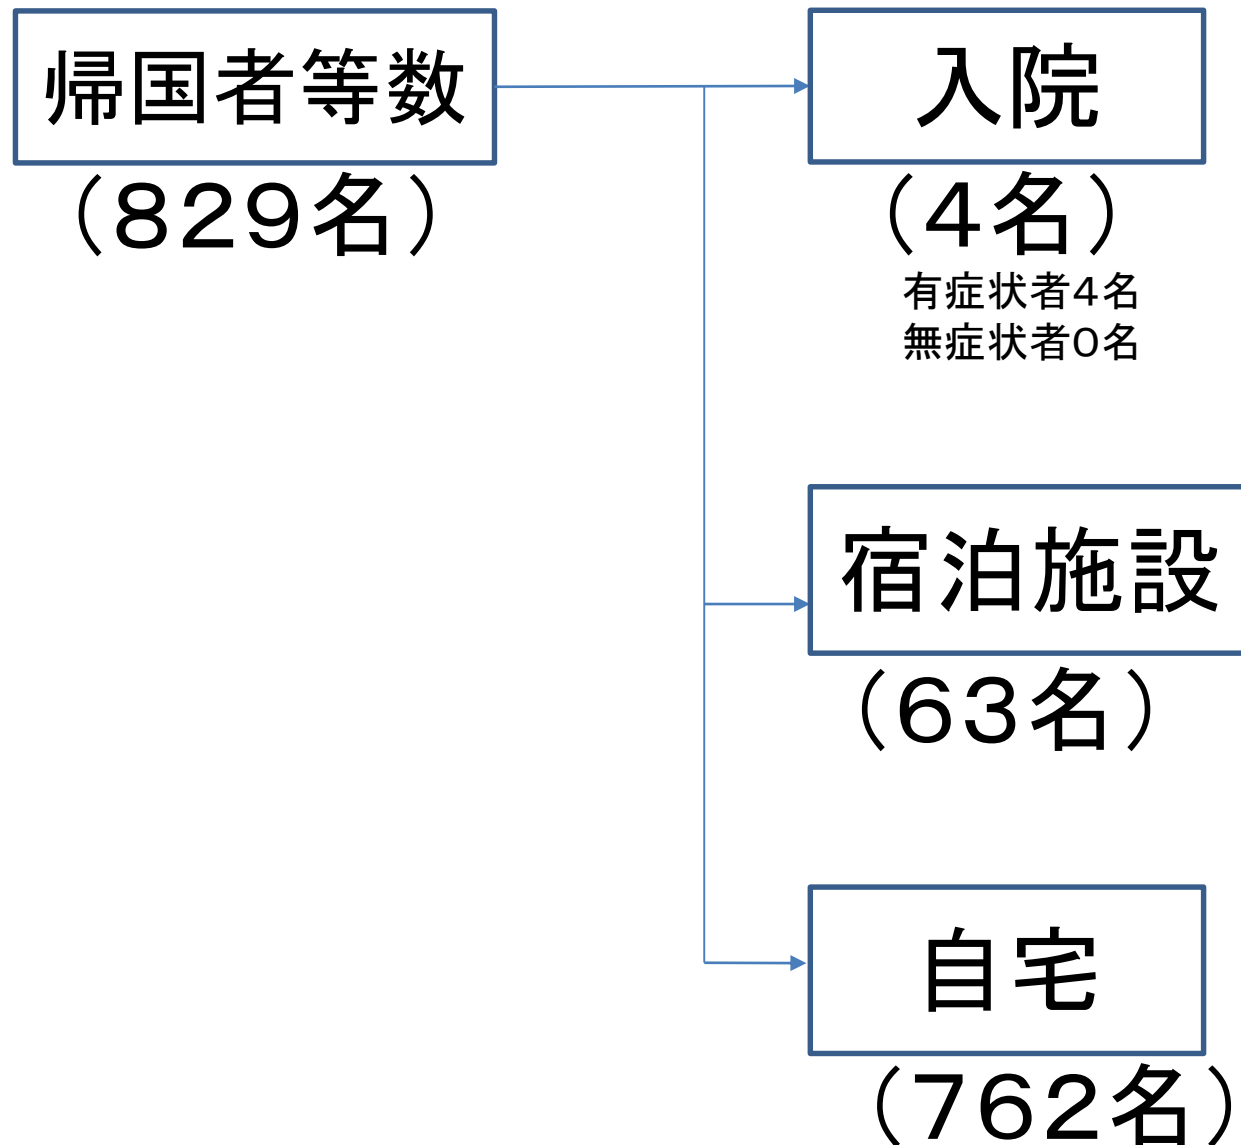 帰国者等数
（８２９名）
入院
（４名）
有症状者４名
無症状者０名
宿泊施設
（６３名）
自宅
（７６２名）